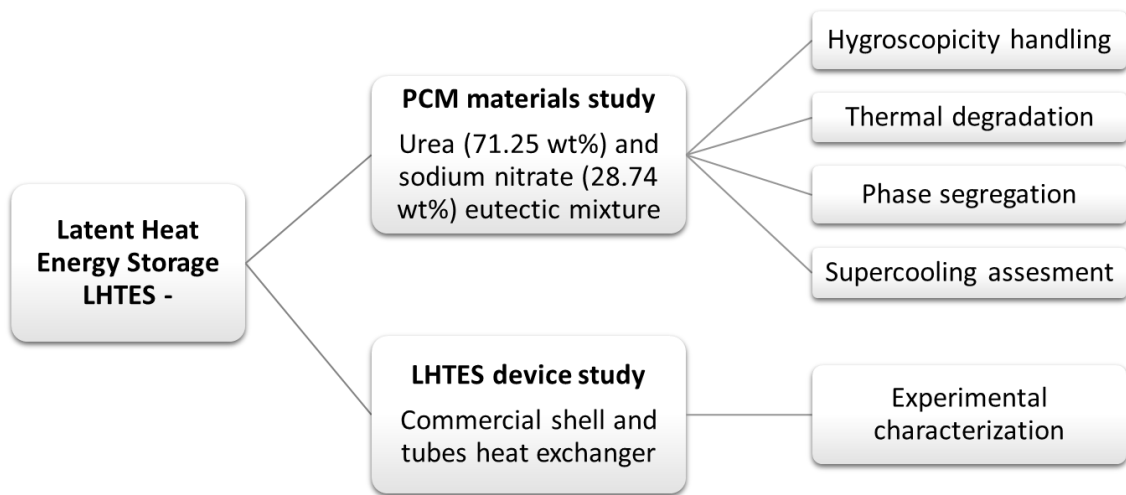 Latent Heat
Energy Storage
LHTES -
PCM materials study
Urea (71.25 wt%) and
sodium nitrate (28.74
wt%) eutectic mixture
Hygroscopicity handling
Thermal degradation
Phase segregation
Supercooling assesment
LHTES device study
Commercial shell and
tubes heat exchanger
Experimental
characterization